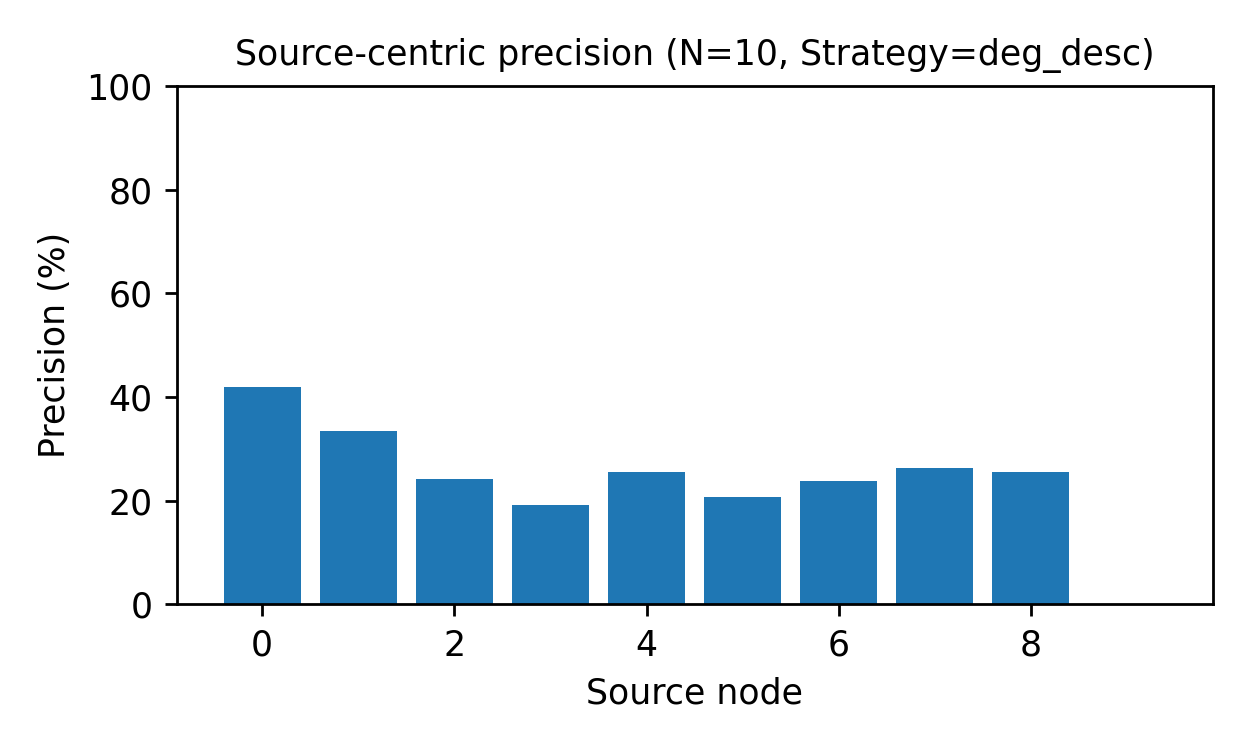 Source-centric precision (N=10, Strategy=deg_desc)
100
80
60
40
20
0
Precision (%)
0 2 4 6 8
Source node